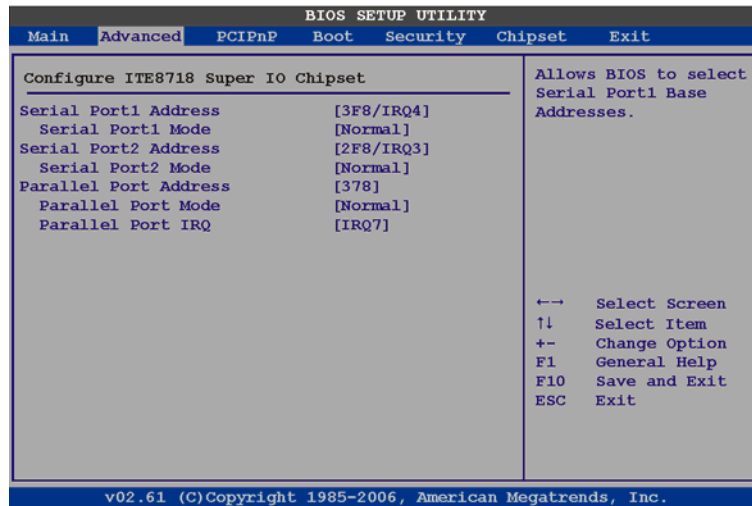 BIOS SETUP UTILITY
Main Advanced PCIPnP Boot Security Chipset Exit
Configure ITE8718 Super IO Chipset
Serial Port1 Address [3F8/IRQ4]
Serial Port1 Mode [Normal]
Serial Port2 Address [2F8/IRQ3]
Serial Port2 Mode [Normal]
Parallel Port Address [378]
Parallel Port Mode [Normal]
Parallel Port IRQ [IRQ7]
Allows BIOS to select
Serial Port1 Base
Addresses.
←→ Select Screen
↑↓ Select Item
+- Change Option
F1 General Help
F10 Save and Exit
ESC Exit
v02.61 (C)Copyright 1985-2006, American Megatrends, Inc.